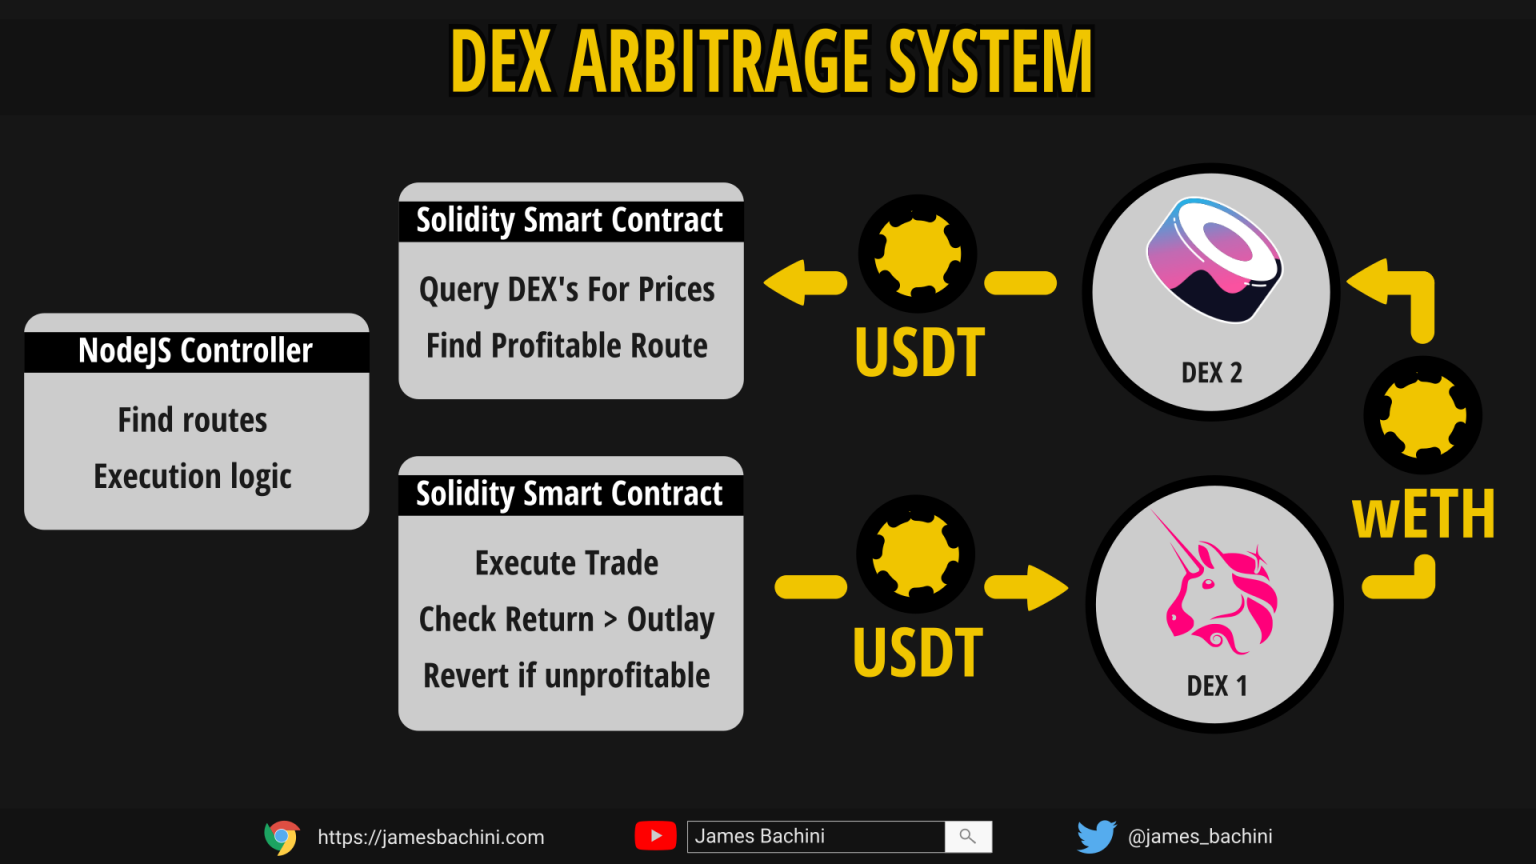 DEX ARBITRAGE SYSTEM
NodeJS Controller
Find routes
Execution logic
Solidity Smart Contract
Query DEX's For Prices
Find Profitable Route
Solidity Smart Contract
Execute Trade
Check Return > Outlay
Revert if unprofitable
USDT
USDT
DEX 2
DEX 1
wETH
https://jamesbachini.com
James Bachini
@james_bachini